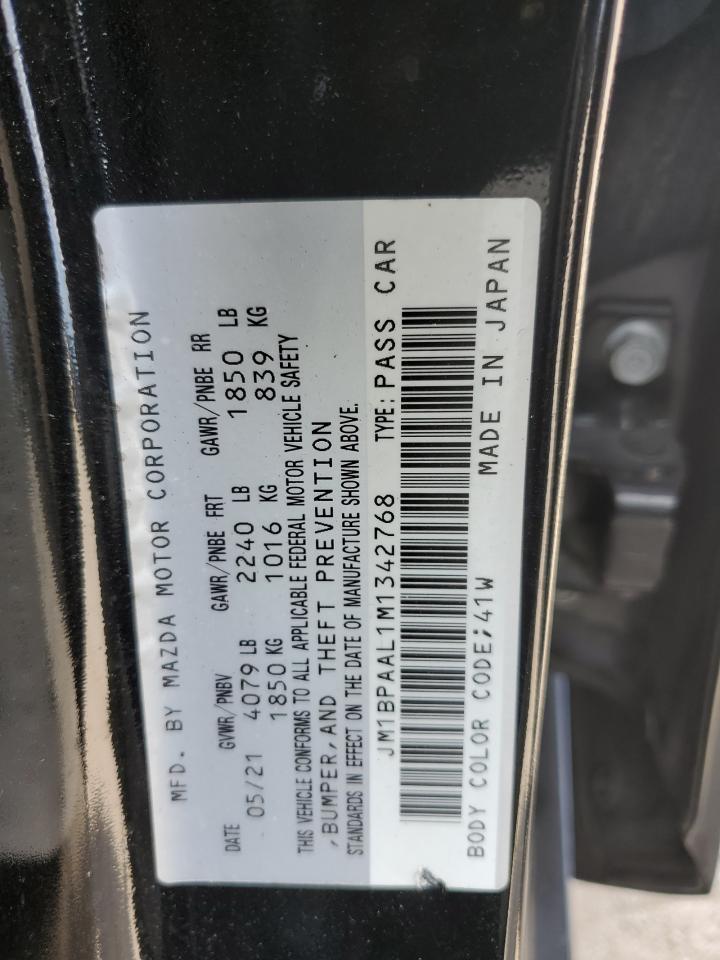 MFD. BY MAZDA MOTOR CORPORATION
DATE GVWR/PNBV GAWR/PNBE FRT GAWR/PNBE RR
05/21 4079 LB 2240 LB 1850 LB
1850KG 1016 KG 839 KG
THIS VEHICLE CONFORMS TO ALL APPLICABLE FEDERAL MOTOR VEHICLE SAFETY
,BUMPER,AND THEFT PREVENTION
STANDARDS IN EFFECT ON THE DATE OF MANUFACTURE SHOWN ABOVE.
JM1BPAAL1M1342768 TYPE: PASS CAR
BODY COLOR CODE;41W MADE IN JAPAN